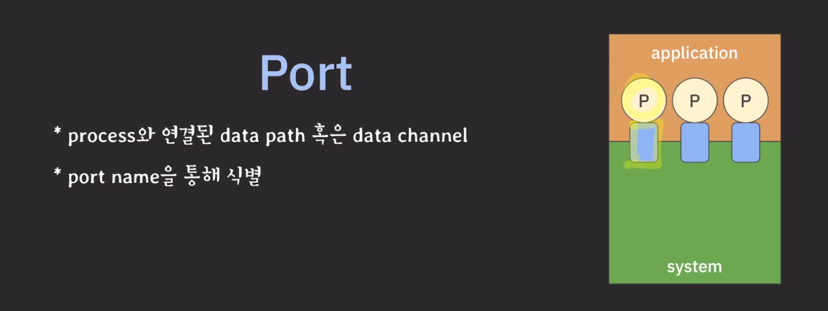 Port
* process와 연결된 data path 혹은 data channel
* port name을 통해 식별
application
P P P
system